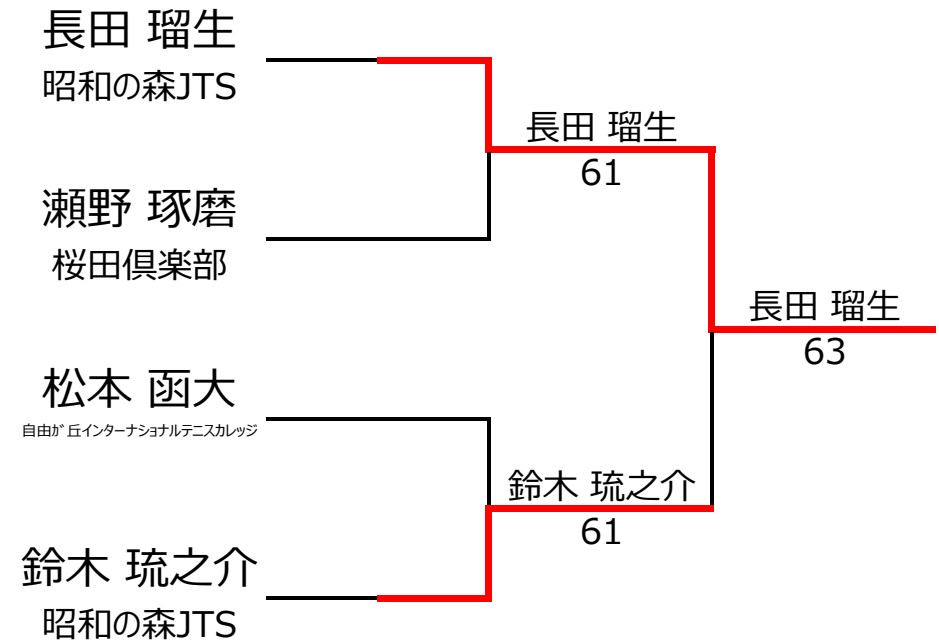 長田 瑠生
昭和の森JTS
長田 瑠生
61
瀬野 琢磨
桜田倶楽部
長田 瑠生
63
松本 函大
自由が丘インターナショナルテニスカレッジ
鈴木 琉之介
61
鈴木 琉之介
昭和の森JTS